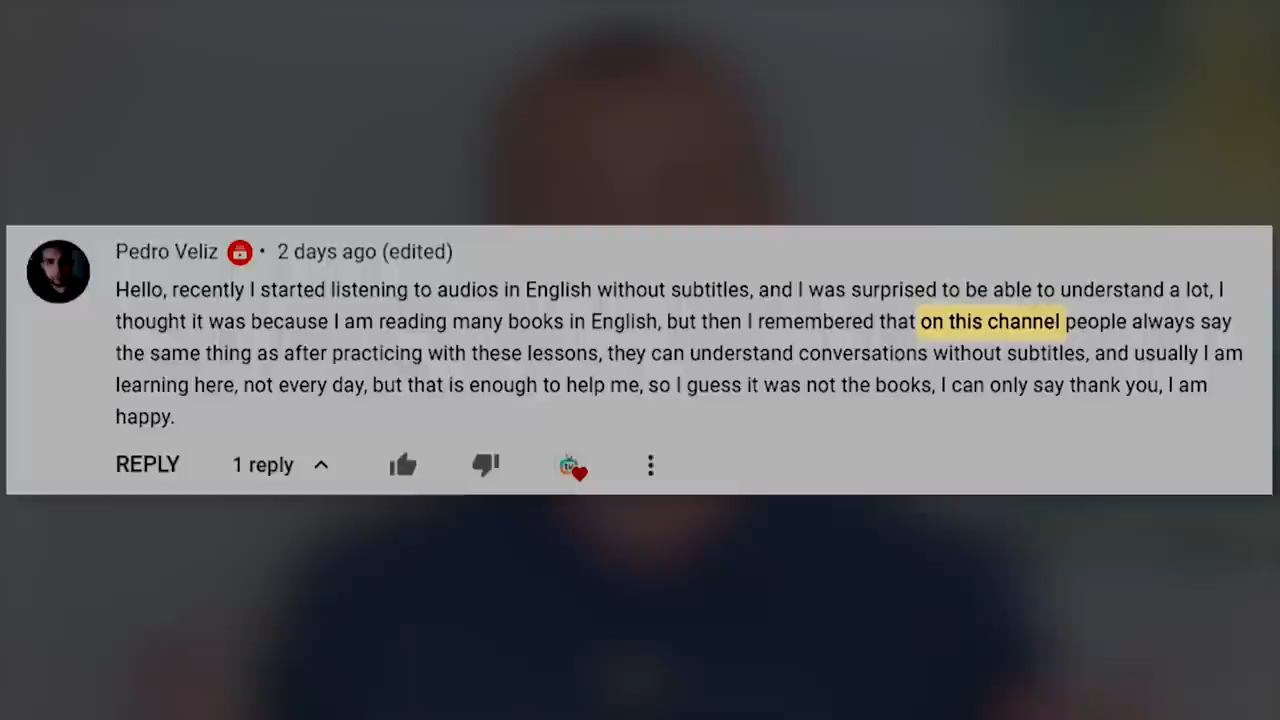 Pedro Veliz • 2 days ago (edited)
Hello, recently I started listening to audios in English without subtitles, and I was surprised to be able to understand a lot, I
thought it was because I am reading many books in English, but then I remembered that on this channel people always say
the same thing as after practicing with these lessons, they can understand conversations without subtitles, and usually I am
learning here, not every day, but that is enough to help me, so I guess it was not the books, I can only say thank you, I am
happy.
REPLY 1 reply
tv